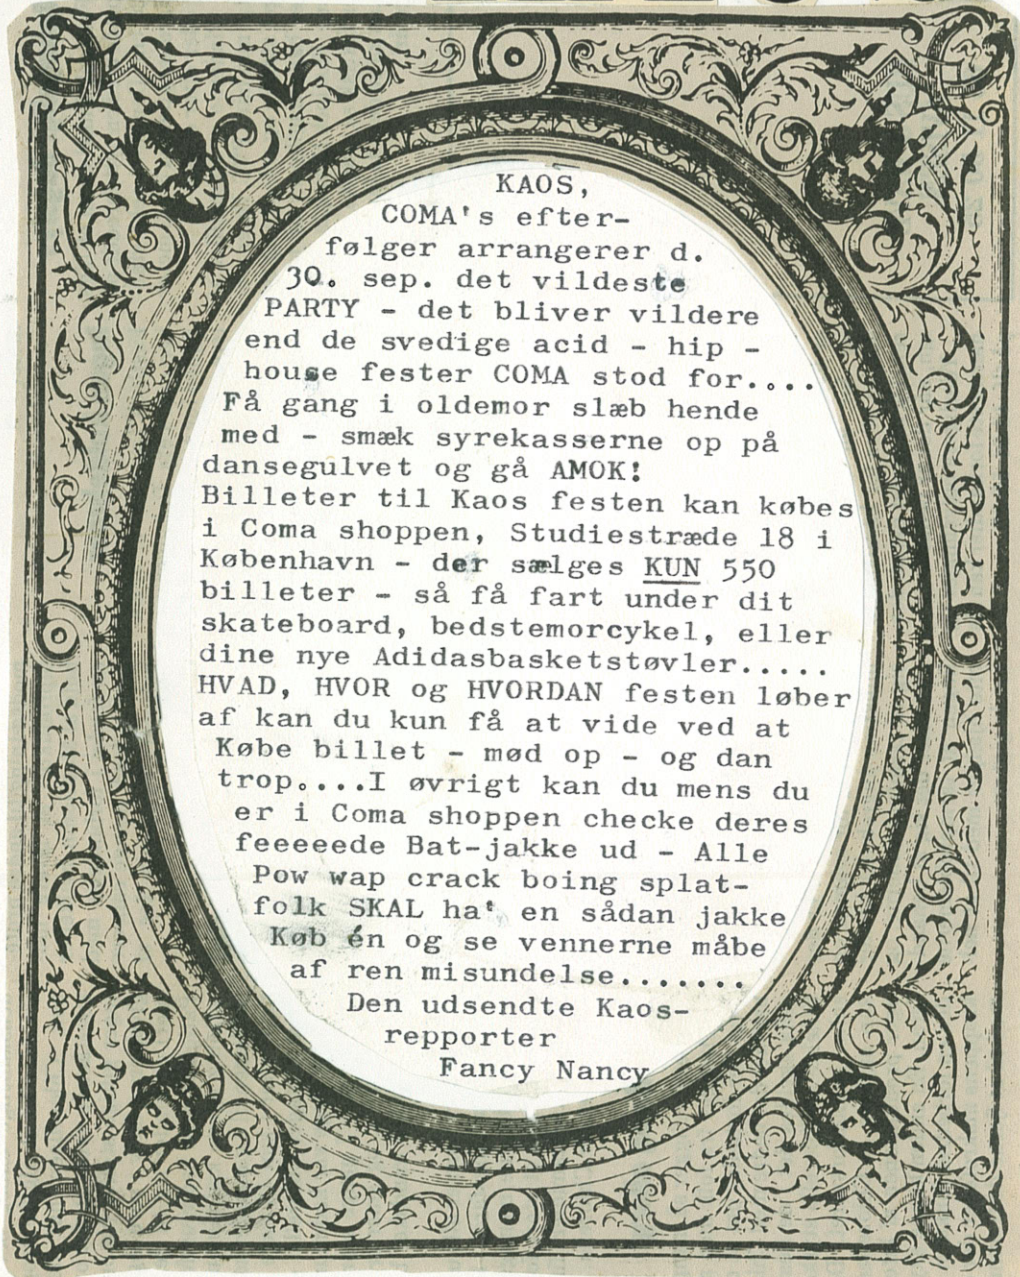 KAOS,
COMA's efter-
følger arrangerer d.
30. sep. det vildeste
PARTY - det bliver vildere
end de svedige acid - hip -
house fester COMA stod for....
Få gang i oldemor slæb hende
med - smæk syrekasserne op på
dansegulvet og gå AMOK!
Billeter til Kaos festen kan købes
i Coma shoppen, Studiestræde 18 i
København - der sælges KUN 550
billeter - så få fart under dit
skateboard, bedstemorcykel, eller
dine nye Adidasbasketstøvler.....
HVAD, HVOR og HVORDAN festen løber
af kan du kun få at vide ved at
Købe billet - mød op - og dan
trop....I øvrigt kan du mens du
er i Coma shoppen checke deres
feeeeede Bat-jakke ud - Alle
Pow wap crack boing splat-
folk SKAL ha' en sådan jakke
Køb én og se vennerne måbe
af ren misundelse.......
Den udsendte Kaos-
repporter
Fancy Nancy